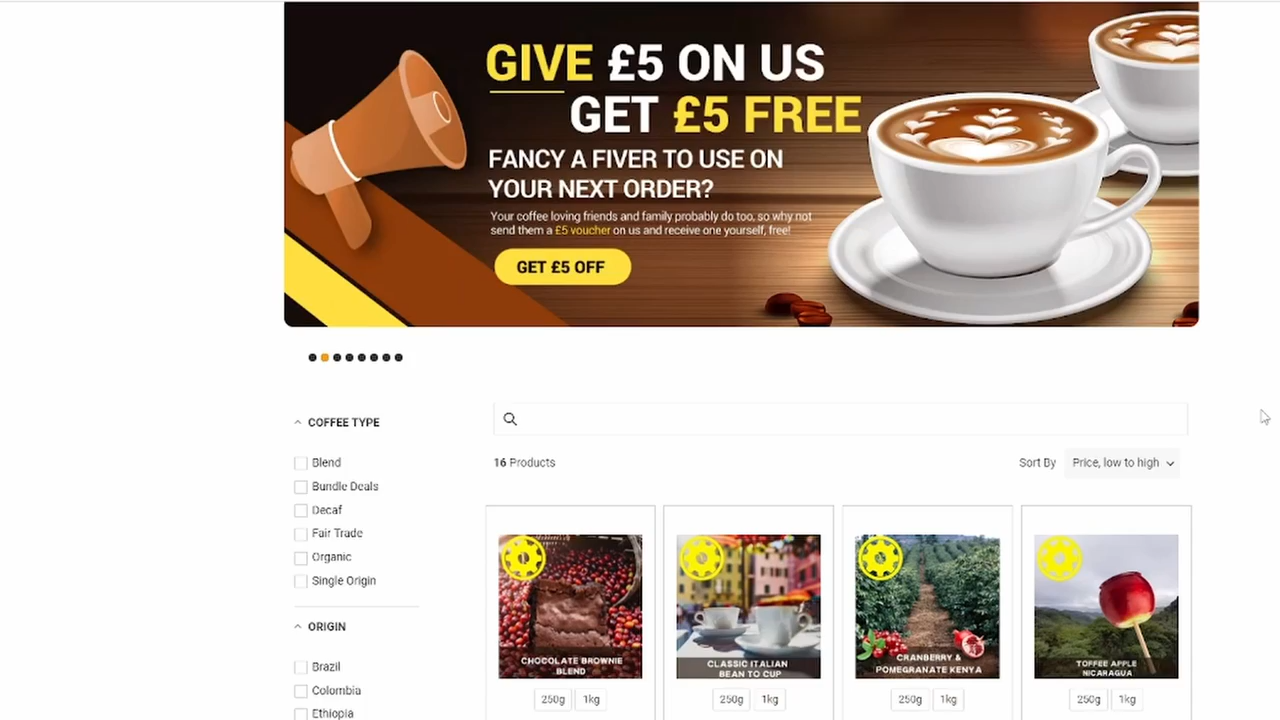 GIVE £5 ON US
GET £5 FREE
FANCY A FIVER TO USE ON
YOUR NEXT ORDER?
Your coffee loving friends and family probably do too, so why not
send them a £5 voucher on us and receive one yourself, free!
GET £5 OFF
COFFEE TYPE
Blend
Bundle Deals
Decaf
Fair Trade
Organic
Single Origin
ORIGIN
Brazil
Colombia
Ethiopia
16 Products
Sort By Price, low to high
CHOCOLATE BROWNIE
BLEND
250g 1kg
CLASSIC ITALIAN
BEAN TO CUP
250g 1kg
CRANBERRY &
POMEGRANATE KENYA
250g 1kg
TOFFEE APPLE
NICARAGUA
250g 1kg